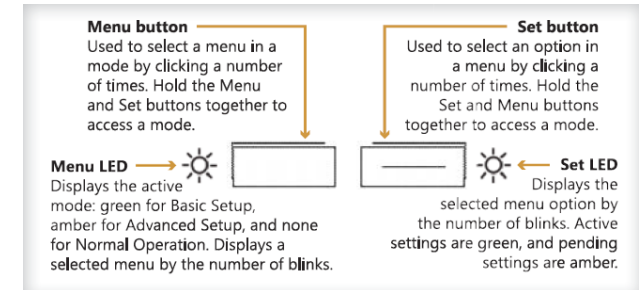 Menu button
Used to select a menu in a
mode by clicking a number
of times. Hold the Menu
and Set buttons together to
access a mode.
Set button
Used to select an option in
a menu by clicking a
number of times. Hold the
Set and Menu buttons
together to access a mode.
Menu LED
Displays the active
mode: green for Basic Setup,
amber for Advanced Setup, and none
for Normal Operation. Displays a
selected menu by the number of blinks.
Set LED
Displays the
selected menu option by
the number of blinks. Active
settings are green, and pending
settings are amber.